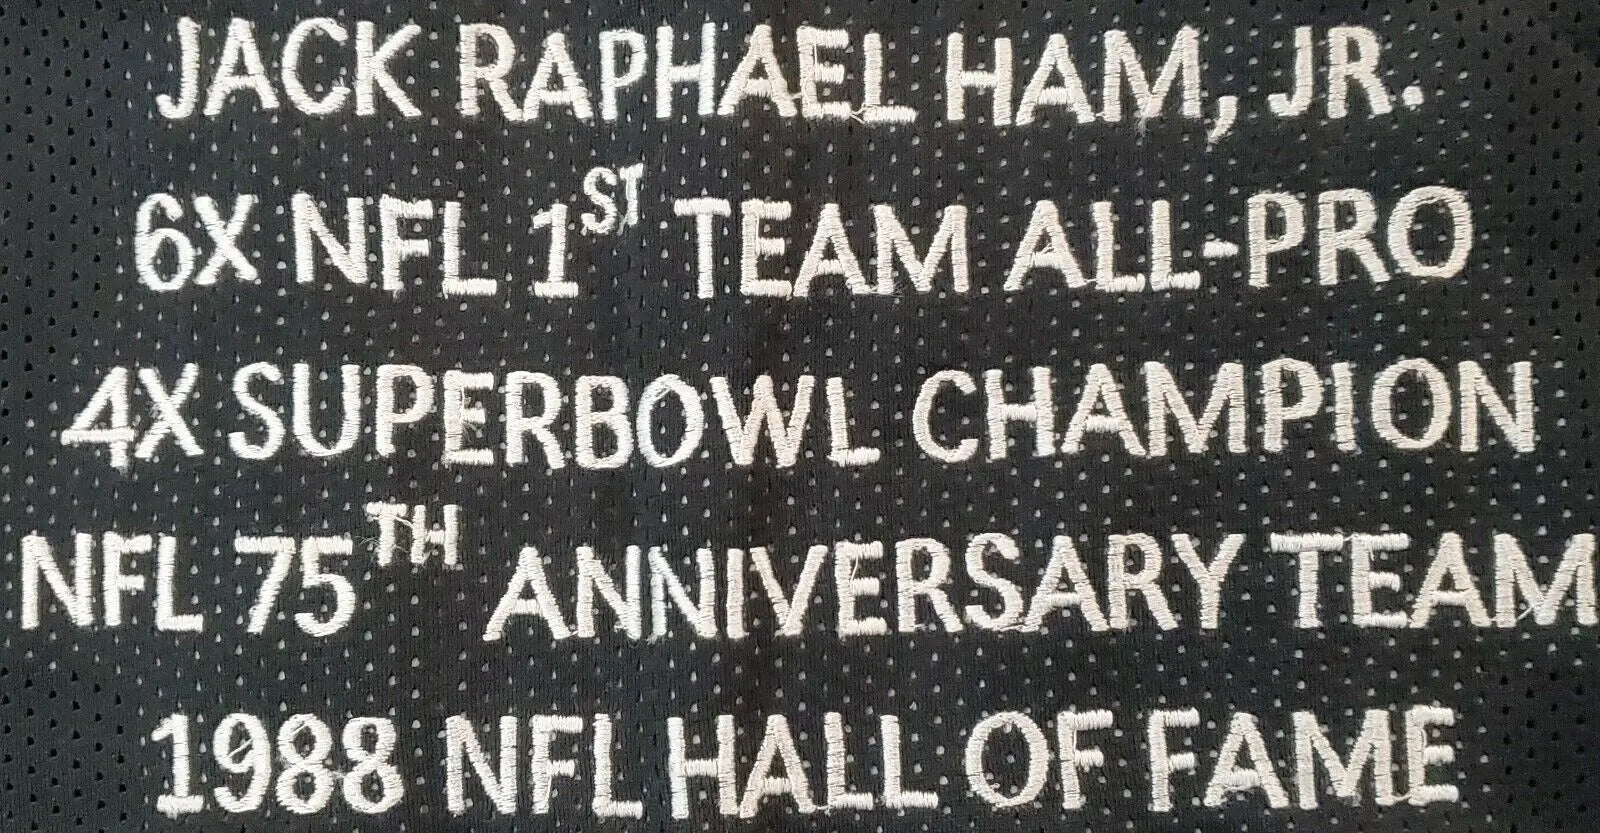 JACK RAPHAEL HAM, JR.
6X NFL 1ST TEAM ALL-PRO
4X SUPERBOWL CHAMPION
NFL 75TH ANNIVERSARY TEAM
1988 NFL HALL OF FAME